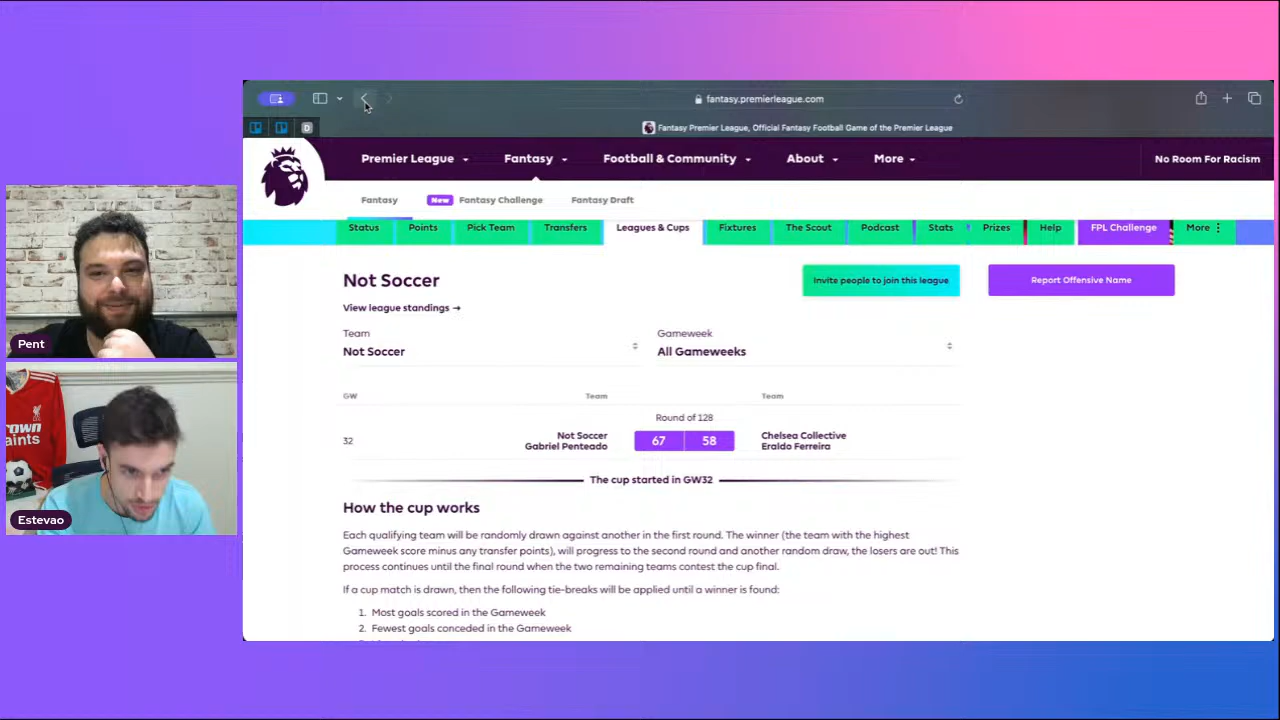 fantasy.premierleague.com
D
Fantasy Premier League, Official Fantasy Football Game of the Premier League
Premier League
Fantasy
Football & Community
About
More
No Room For Racism
Fantasy
New
Fantasy Challenge
Fantasy Draft
Status
Points
Pick Team
Transfers
Leagues & Cups
Fixtures
The Scout
Podcast
Stats
Prizes
Help
FPL Challenge
More
Not Soccer
Invite people to join this league
Report Offensive Name
View league standings →
Team
Gameweek
Not Soccer
All Gameweeks
GW
Team
Team
Round of 128
32
Not Soccer
Gabriel Penteado
67
58
Chelsea Collective
Eraldo Ferreira
The cup started in GW32
How the cup works
Each qualifying team will be randomly drawn against another in the first round. The winner (the team with the highest
Gameweek score minus any transfer points), will progress to the second round and another random draw, the losers are out! This
process continues until the final round when the two remaining teams contest the cup final.
If a cup match is drawn, then the following tie-breaks will be applied until a winner is found:
1. Most goals scored in the Gameweek
2. Fewest goals conceded in the Gameweek
Pent
Estevao